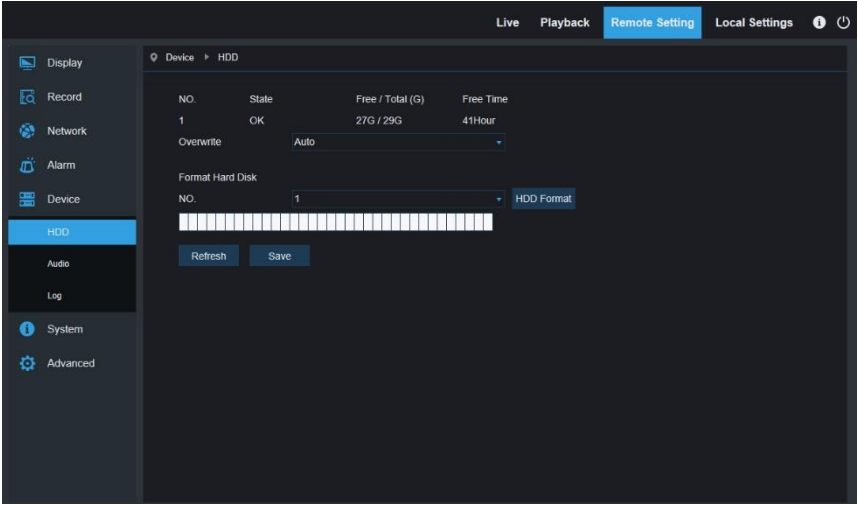 Live Playback Remote Setting Local Settings
Display
Record
Network
Alarm
Device
HDD
Audio
Log
System
Advanced
Device HDD
NO. State Free / Total (G) Free Time
1 OK 27G / 29G 41Hour
Overwrite Auto
Format Hard Disk
NO. 1 HDD Format
Refresh Save